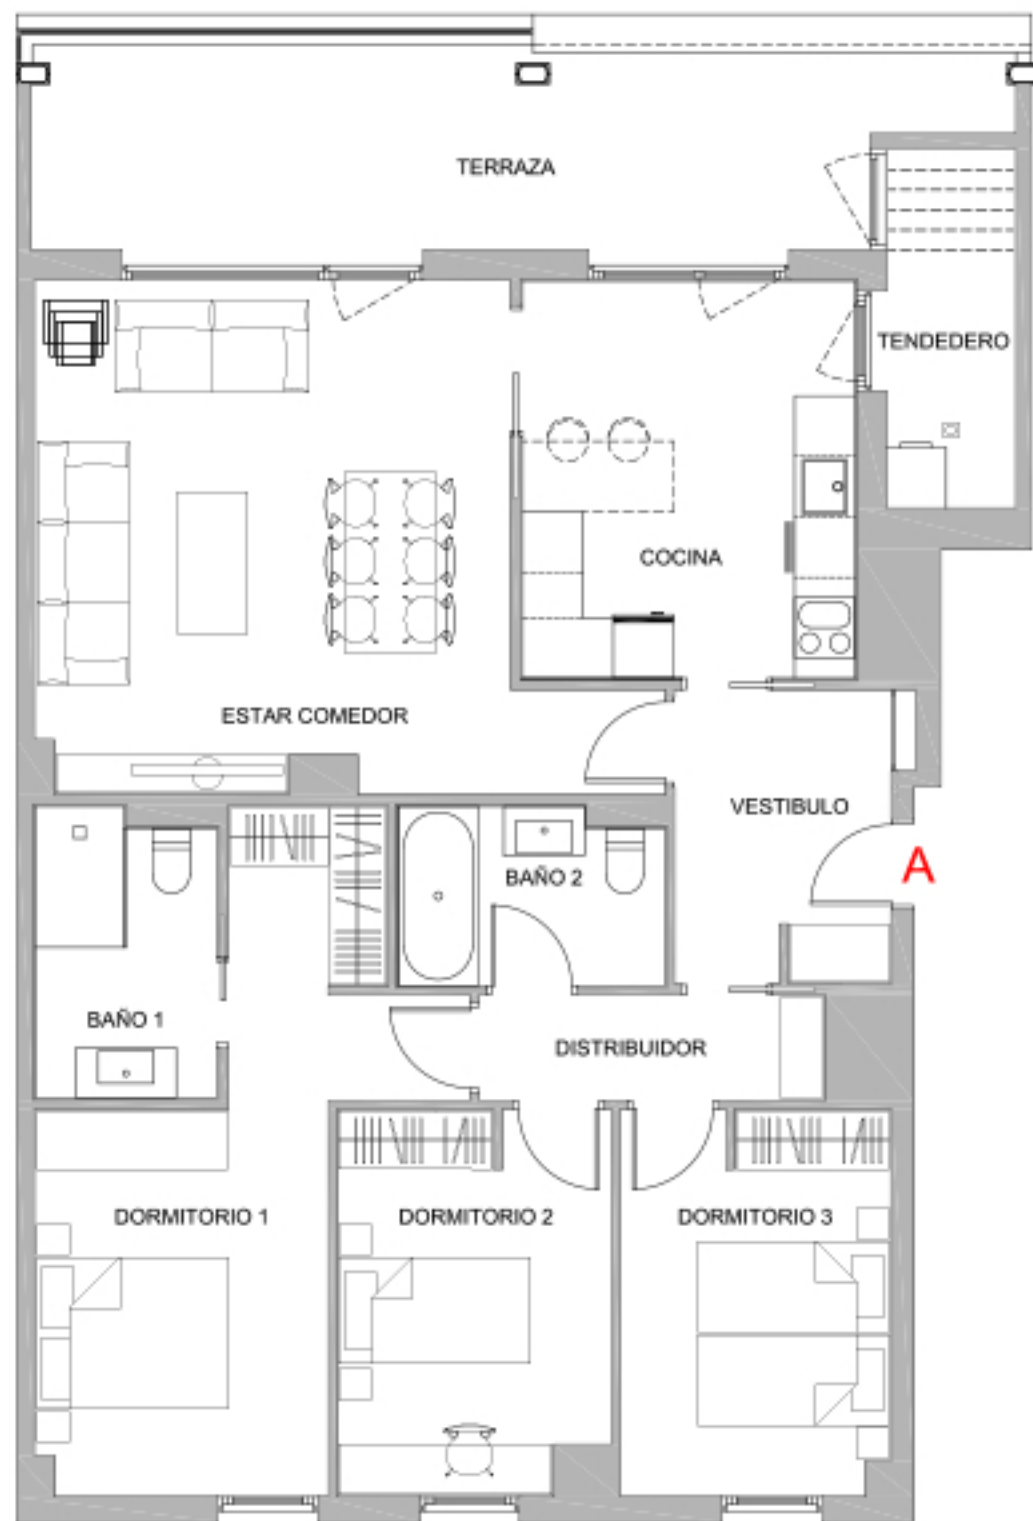 TERRAZA
TENDEDERO
COCINA
ESTAR COMEDOR
VESTIBULO
A
BAÑO 2
BAÑO 1
DISTRIBUIDOR
DORMITORIO 1
DORMITORIO 2
DORMITORIO 3